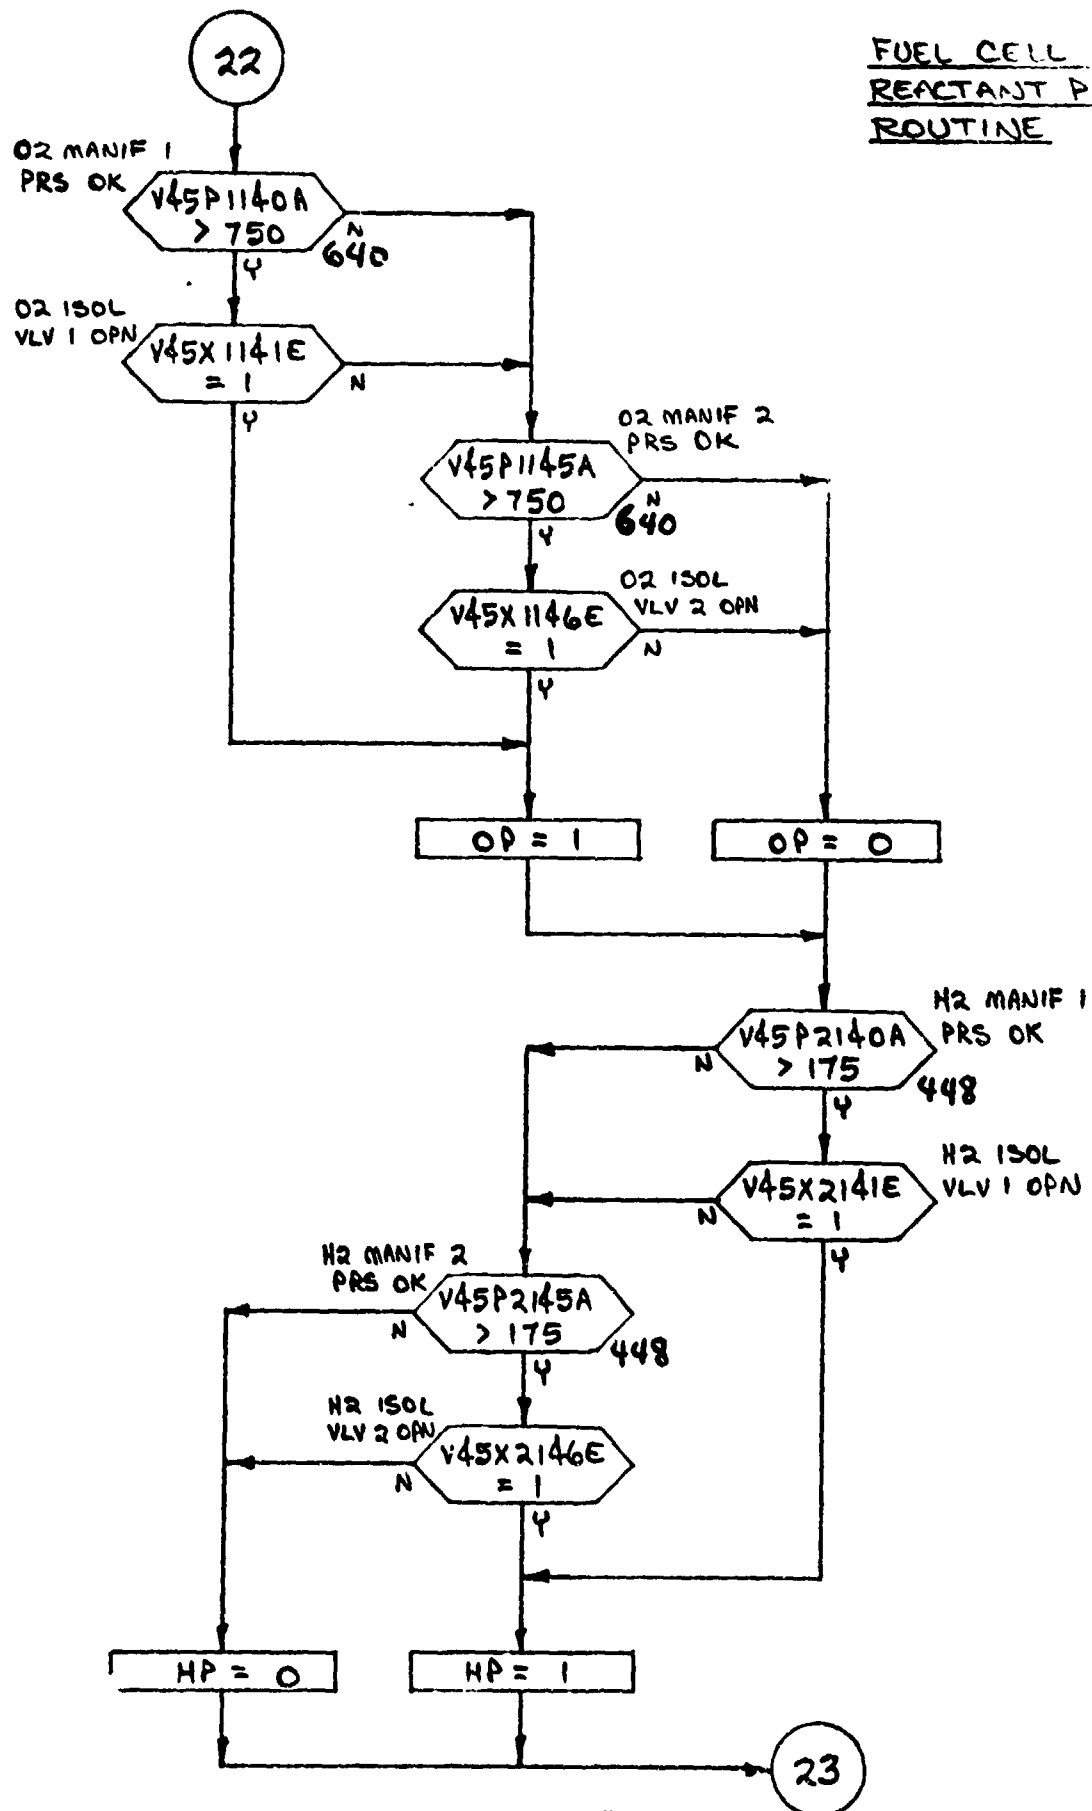 22
FUEL CELL
REACTANT P
ROUTINE
O2 MANIF 1
PRS OK
V45P1140A
> 750
N
640
Y
O2 ISOL
VLV 1 OPN
V45X1141E
= 1
N
Y
O2 MANIF 2
PRS OK
V45P1145A
> 750
N
640
Y
O2 ISOL
VLV 2 OPN
V45X1146E
= 1
N
Y
OP = 1
OP = 0
H2 MANIF 1
PRS OK
V45P2140A
> 175
N
448
Y
H2 ISOL
VLV 1 OPN
V45X2141E
= 1
N
Y
H2 MANIF 2
PRS OK
V45P2145A
> 175
N
448
Y
H2 ISOL
VLV 2 OPN
V45X2146E
= 1
N
Y
HP = 0
HP = 1
23